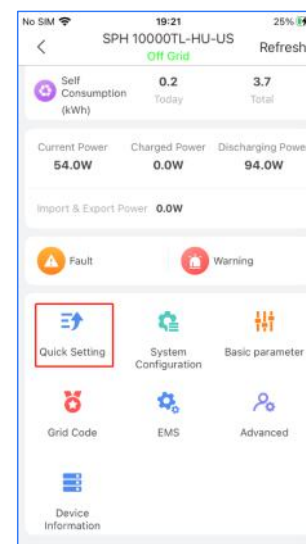 No SIM 19:21 25%
SPH 10000TL-HU-US Refresh
Off Grid
Self Consumption (kWh)
0.2
Today
3.7
Total
Current Power Charged Power Discharging Powe
54.0W 0.0W 94.0W
Import & Export Power 0.0W
Fault Warning
Quick Setting System Configuration Basic parameter
Grid Code EMS Advanced
Device
Information